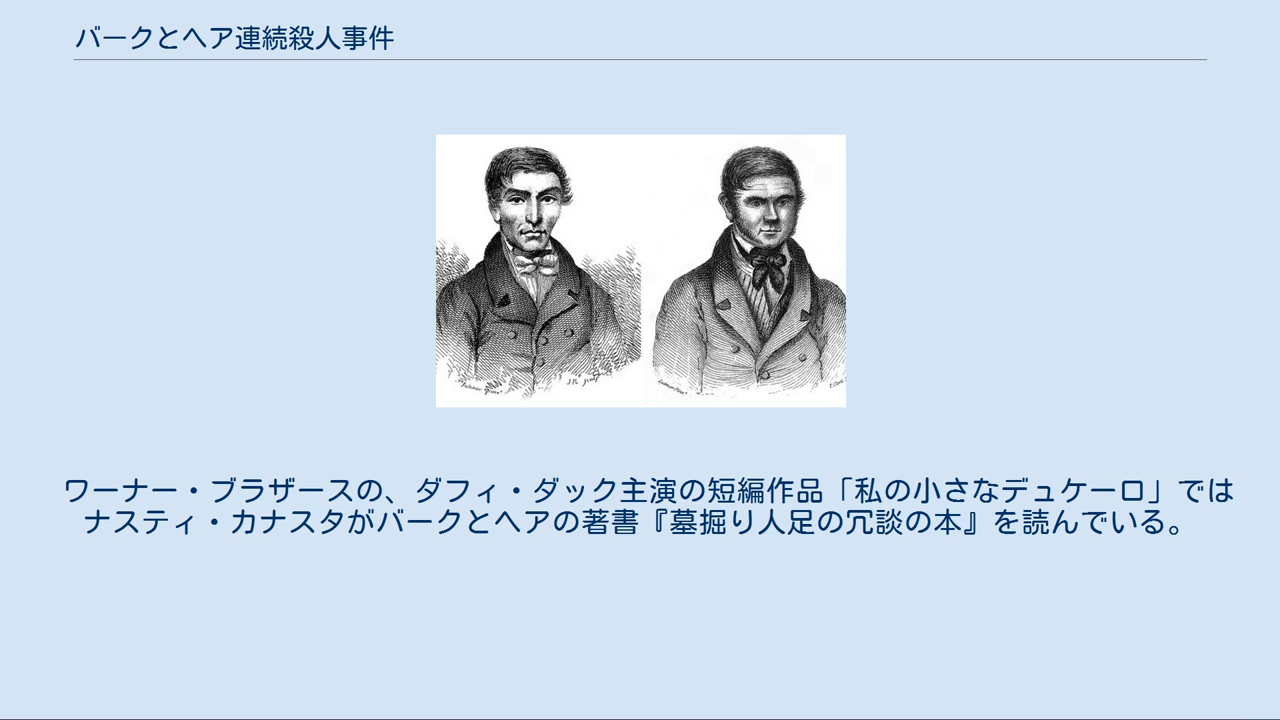 バークとヘア連続殺人事件
ワーナー・ブラザースの、ダフィ・ダック主演の短編作品「私の小さなデュケーロ」では
ナスティ・カナスタがバークとヘアの著書『墓掘り人足の冗談の本』を読んでいる。